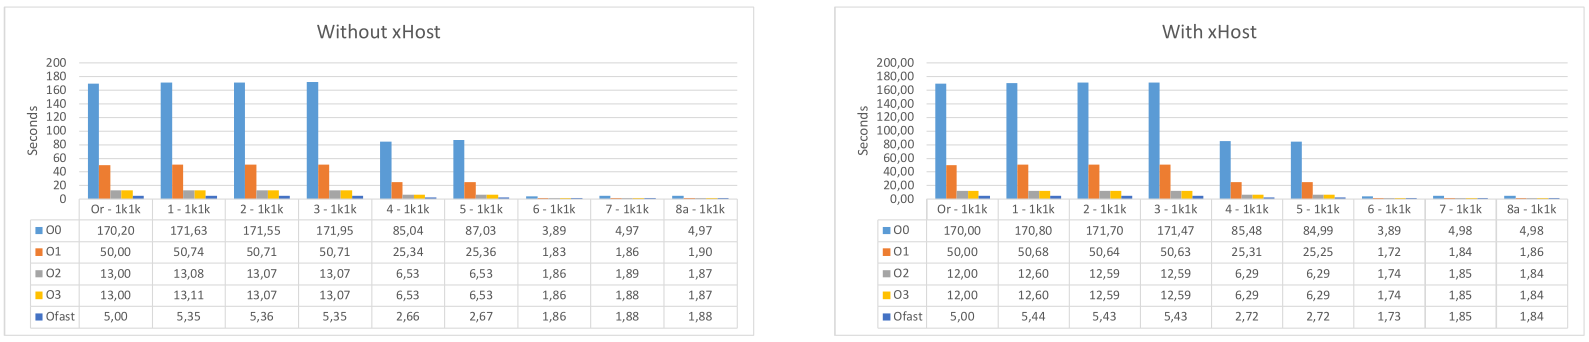 Without xHost
200
180
160
140
120
100
80
60
40
20
0
Seconds
Or - 1k1k 1 - 1k1k 2 - 1k1k 3 - 1k1k 4 - 1k1k 5 - 1k1k 6 - 1k1k 7 - 1k1k 8a - 1k1k
O0 170,20 171,63 171,55 171,95 85,04 87,03 3,89 4,97 4,97
O1 50,00 50,74 50,71 50,71 25,34 25,36 1,83 1,86 1,90
O2 13,00 13,08 13,07 13,07 6,53 6,53 1,86 1,89 1,87
O3 13,00 13,11 13,07 13,07 6,53 6,53 1,86 1,88 1,87
Ofast 5,00 5,35 5,36 5,35 2,66 2,67 1,86 1,88 1,88
With xHost
200,00
180,00
160,00
140,00
120,00
100,00
80,00
60,00
40,00
20,00
0,00
Seconds
Or - 1k1k 1 - 1k1k 2 - 1k1k 3 - 1k1k 4 - 1k1k 5 - 1k1k 6 - 1k1k 7 - 1k1k 8a - 1k1k
O0 170,00 170,80 171,70 171,47 85,48 84,99 3,89 4,98 4,98
O1 50,00 50,68 50,64 50,63 25,31 25,25 1,72 1,84 1,86
O2 12,00 12,60 12,59 12,59 6,29 6,29 1,74 1,85 1,84
O3 12,00 12,60 12,59 12,59 6,29 6,29 1,74 1,85 1,84
Ofast 5,00 5,44 5,43 5,43 2,72 2,72 1,73 1,85 1,84